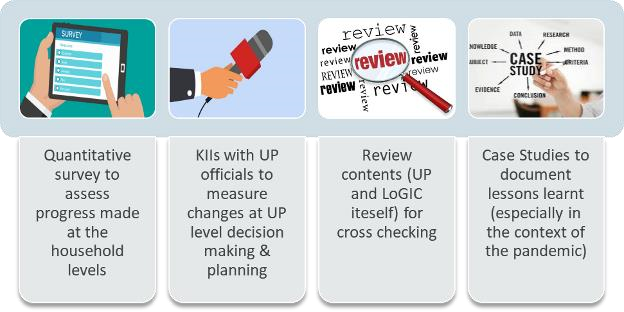 SURVEY
review
review
review
review
review
REVIEW
review
review
review
review
review
DATA
RESEARCH
KNOWLEDGE
METHOD
CASE
STUDY
SUBJECT
CRITERIA
EVIDENCE
CONCLUSION
Quantitative
survey to
assess
progress made
at the
household
levels
KIIs with UP
officials to
measure
changes at UP
level decision
making &
planning
Review
contents (UP
and LoGIC
iteself) for
cross checking
Case Studies to
document
lessons learnt
(especially in
the context of
the pandemic)